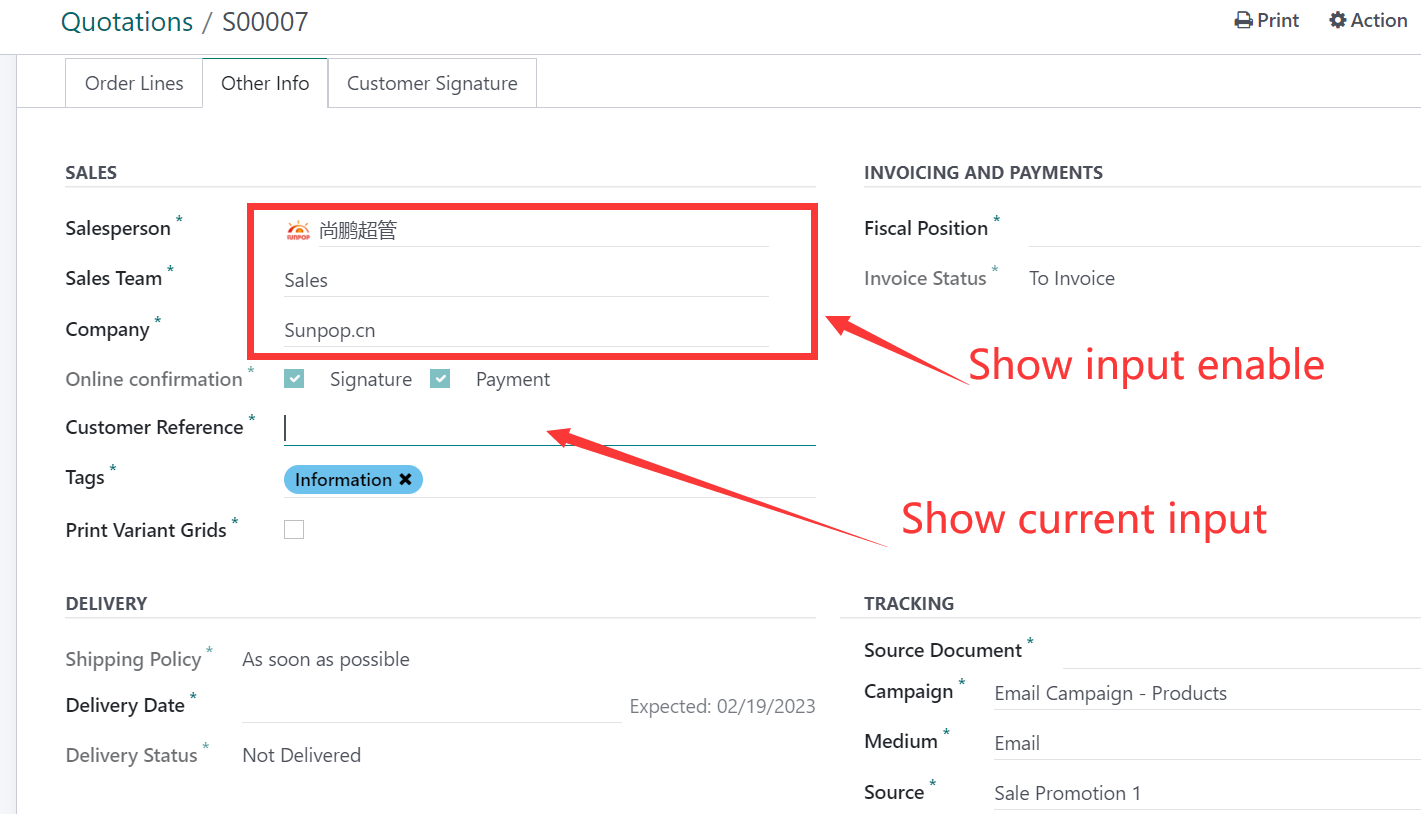 Quotations / S00007
Print Action
Order Lines Other Info Customer Signature
SALES
Salesperson *
SUNPOP 尚鹏超管
Sales Team *
Sales
Company *
Sunpop.cn
Online confirmation *
Signature Payment
Customer Reference *
Tags *
Information ✖
Print Variant Grids *
INVOICING AND PAYMENTS
Fiscal Position *
Invoice Status *
To Invoice
Show input enable
Show current input
DELIVERY
Shipping Policy *
As soon as possible
Delivery Date *
Expected: 02/19/2023
Delivery Status *
Not Delivered
TRACKING
Source Document *
Campaign *
Email Campaign - Products
Medium *
Email
Source *
Sale Promotion 1